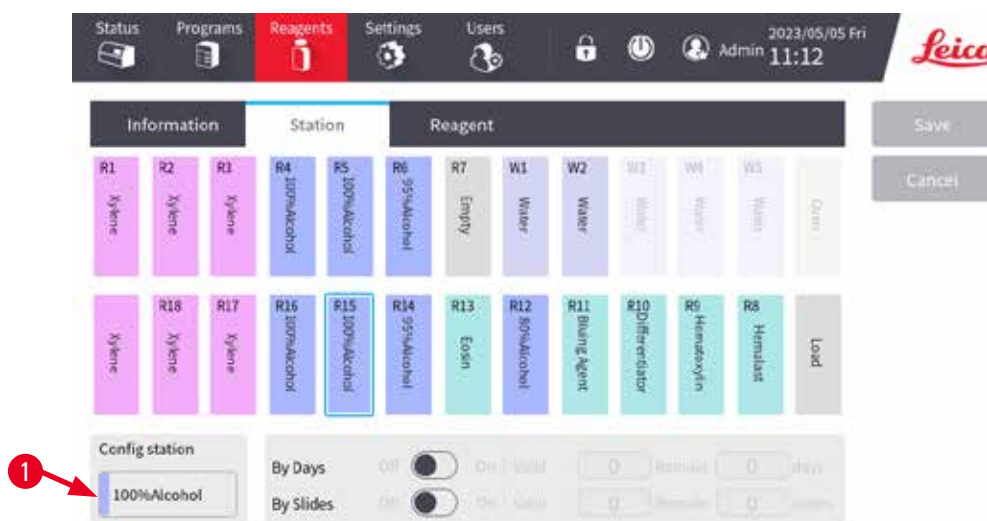 Status Programs Reagents Settings Users
2023/05/05 Fri
Admin 11:12
Leica
Information Station Reagent
Save
Cancel
R1 R2 R3 R4 R5 R6 R7 W1 W2 W3 W4 W5
Xylene Xylene Xylene 100%Alcohol 100%Alcohol 95%Alcohol Empty Water Water Water Water Water Oven
R18 R17 R16 R15 R14 R13 R12 R11 R10 R9 R8
Xylene Xylene Xylene 100%Alcohol 100%Alcohol 95%Alcohol Eosin 80%Alcohol Bluing Agent Differentiator Hematoxylin Hemalast Load
Config station
1
100%Alcohol
By Days Off On Valid 0 Remain 0 days
By Slides Off On Valid 0 Remain 0